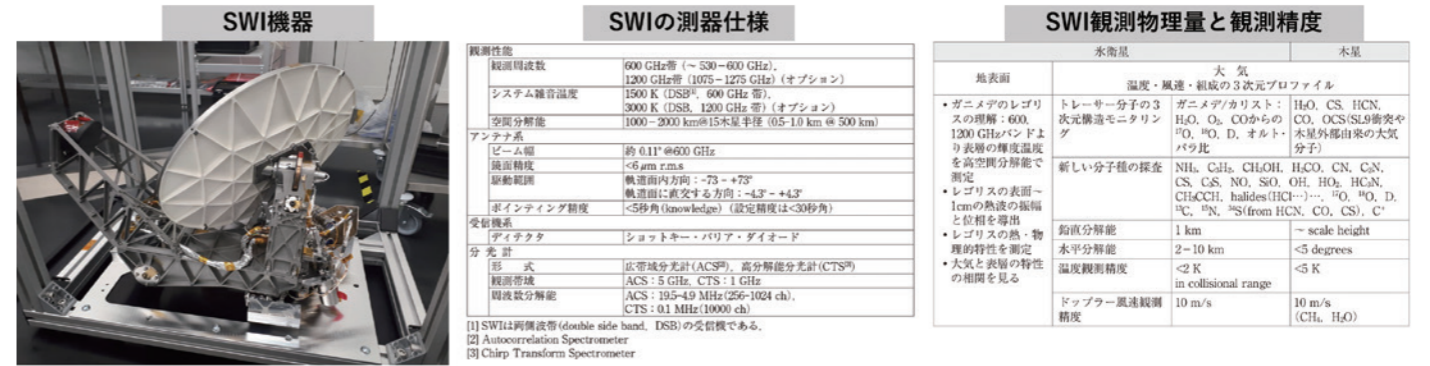 SWI機器
SWIの測器仕様
観測性能
観測周波数 600 GHz帯 (~ 530−600 GHz),
1200 GHz帯 (1075−1275 GHz) (オプション)
システム雑音温度 1500 K (DSB[1], 600 GHz 帯),
3000 K (DSB, 1200 GHz 帯) (オプション)
空間分解能 1000−2000 km@15木星半径 (0.5-1.0 km @ 500 km)
アンテナ系
ビーム幅 約 0.11° @600 GHz
鏡面精度 <6 μm r.m.s
駆動範囲 軌道面内方向：-73 - +73°
軌道面に直交する方向：-4.3° - +4.3°
ポインティング精度 <5秒角(knowledge) (設定精度は<30秒角)
受信機系
ディテクタ ショットキー・バリア・ダイオード
分 光 計
形 式 広帯域分光計(ACS[2]), 高分解能分光計(CTS[3])
観測帯域 ACS：5 GHz, CTS：1 GHz
周波数分解能 ACS：19.5-4.9 MHz(256-1024 ch),
CTS：0.1 MHz(10000 ch)
[1] SWIは両側波帯(double side band, DSB)の受信機である.
[2] Autocorrelation Spectrometer
[3] Chirp Transform Spectrometer
SWI観測物理量と観測精度
氷衛星 木星
地表面
大 気
温度・風速・組成の3次元プロファイル
• ガニメデのレゴリ
スの理解：600,
1200 GHzバンドよ
り表層の輝度温度
を高空間分解能で
測定
• レゴリスの表面~
1cmの熱波の振幅
と位相を導出
• レゴリスの熱・物
理的特性を測定
• 大気と表層の特性
の相関を見る
トレーサー分子の3
次元構造モニタリン
グ
ガニメデ/カリスト：
H₂O, O₂, COからの
¹⁷O, ¹⁸O, D, オルト・
パラ比
H₂O, CS, HCN,
CO, OCS(SL9衝突や
木星外部由来の大気
分子)
新しい分子種の探査
NH₃, C₃H₂, CH₃OH, H₂CO, CN, C₃N,
CS, C₃S, NO, SiO, OH, HO₂, HC₃N,
CH₃CCH, halides(HCl…)…, ¹⁷O, ¹⁸O, D,
¹³C, ¹⁵N, ³⁴S(from HCN, CO, CS), C⁺
鉛直分解能 1 km ~ scale height
水平分解能 2−10 km <5 degrees
温度観測精度 <2 K <5 K
in collisional range
ドップラー風速観測 10 m/s 10 m/s
精度 (CH₄, H₂O)